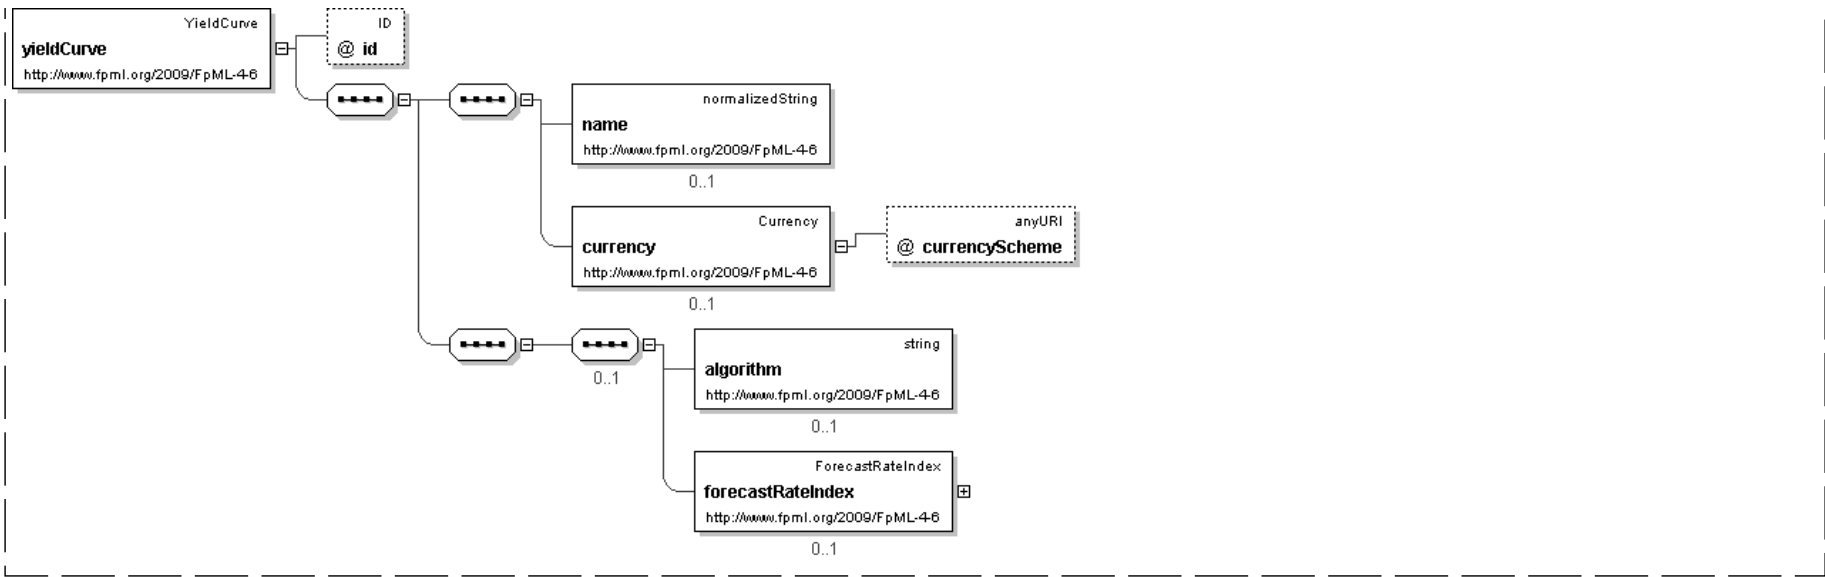 YieldCurve
yieldCurve
http://www.fpml.org/2009/FpML-4-6
ID
@ id
normalizedString
name
http://www.fpml.org/2009/FpML-4-6
0..1
Currency
currency
http://www.fpml.org/2009/FpML-4-6
0..1
anyURI
@ currencyScheme
0..1
string
algorithm
http://www.fpml.org/2009/FpML-4-6
0..1
ForecastRateIndex
forecastRateIndex
http://www.fpml.org/2009/FpML-4-6
0..1